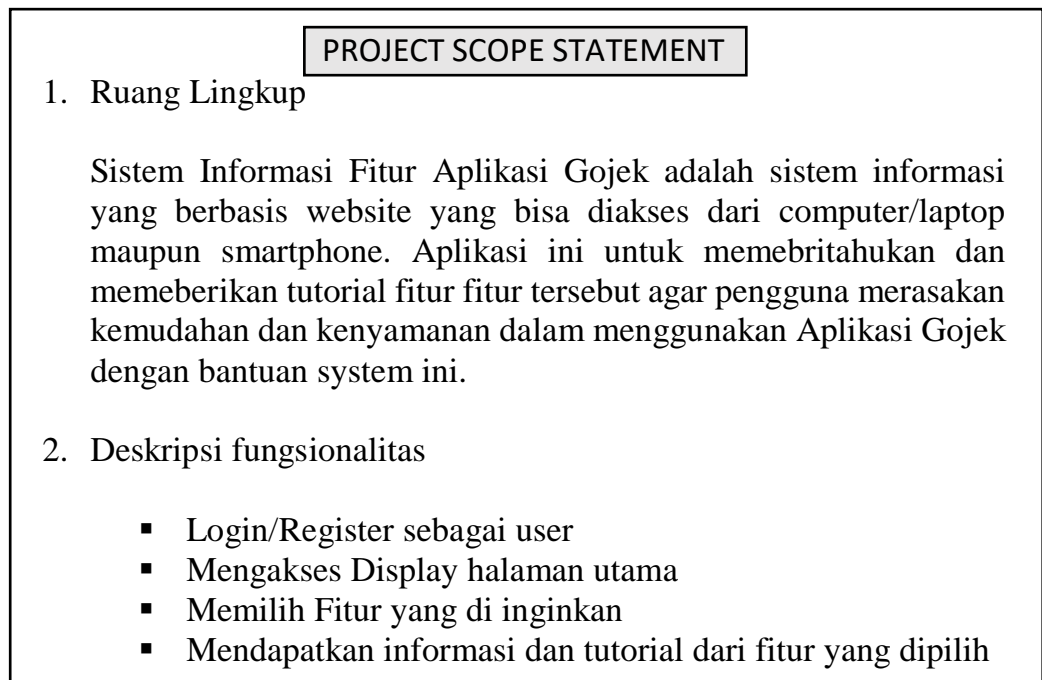 PROJECT SCOPE STATEMENT
1. Ruang Lingkup
Sistem Informasi Fitur Aplikasi Gojek adalah sistem informasi
yang berbasis website yang bisa diakses dari computer/laptop
maupun smartphone. Aplikasi ini untuk memebritahukan dan
memeberikan tutorial fitur fitur tersebut agar pengguna merasakan
kemudahan dan kenyamanan dalam menggunakan Aplikasi Gojek
dengan bantuan system ini.
2. Deskripsi fungsionalitas
▪ Login/Register sebagai user
▪ Mengakses Display halaman utama
▪ Memilih Fitur yang di inginkan
▪ Mendapatkan informasi dan tutorial dari fitur yang dipilih